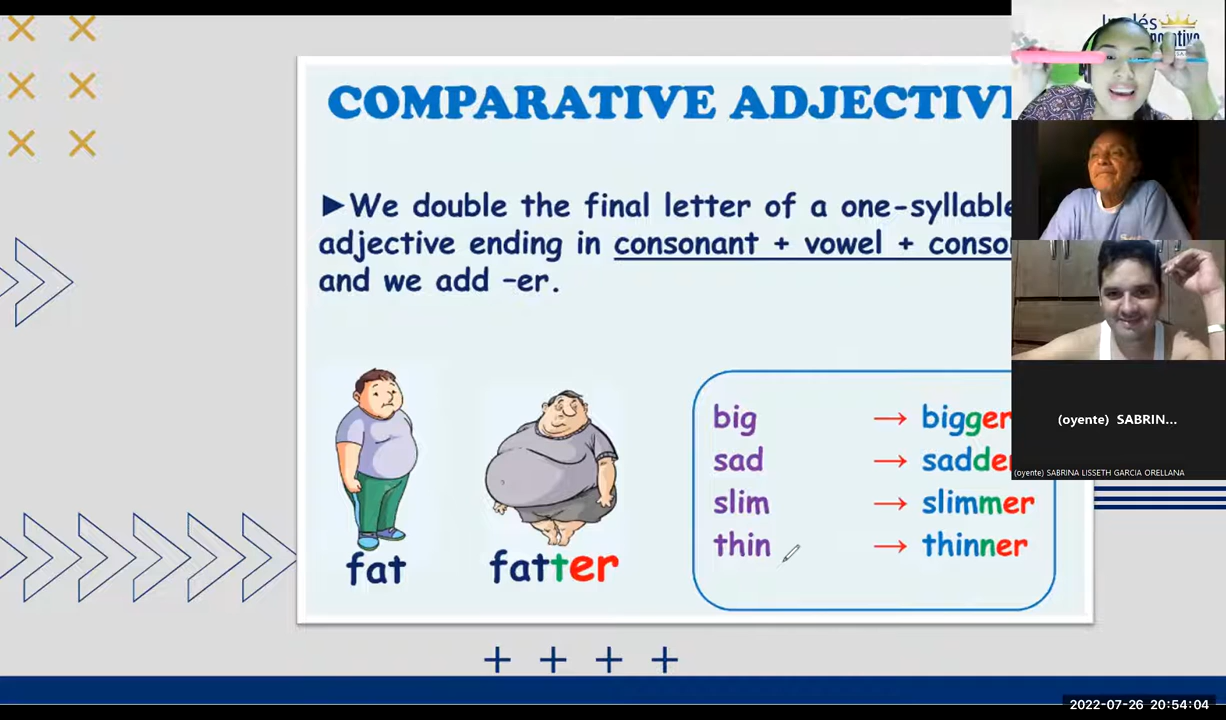 COMPARATIVE ADJECTIV
►We double the final letter of a one-syllable
adjective ending in consonant + vowel + conso
and we add –er.
fat
fatter
big → bigger
sad → sadde
slim → slimmer
thin → thinner
(oyente) SABRIN...
(oyente) SABRINA LISSETH GARCIA ORELLANA
2022-07-26 20:54:04